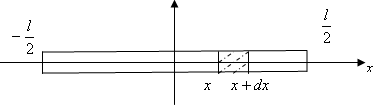 -l/2
l/2
x
x
x + dx